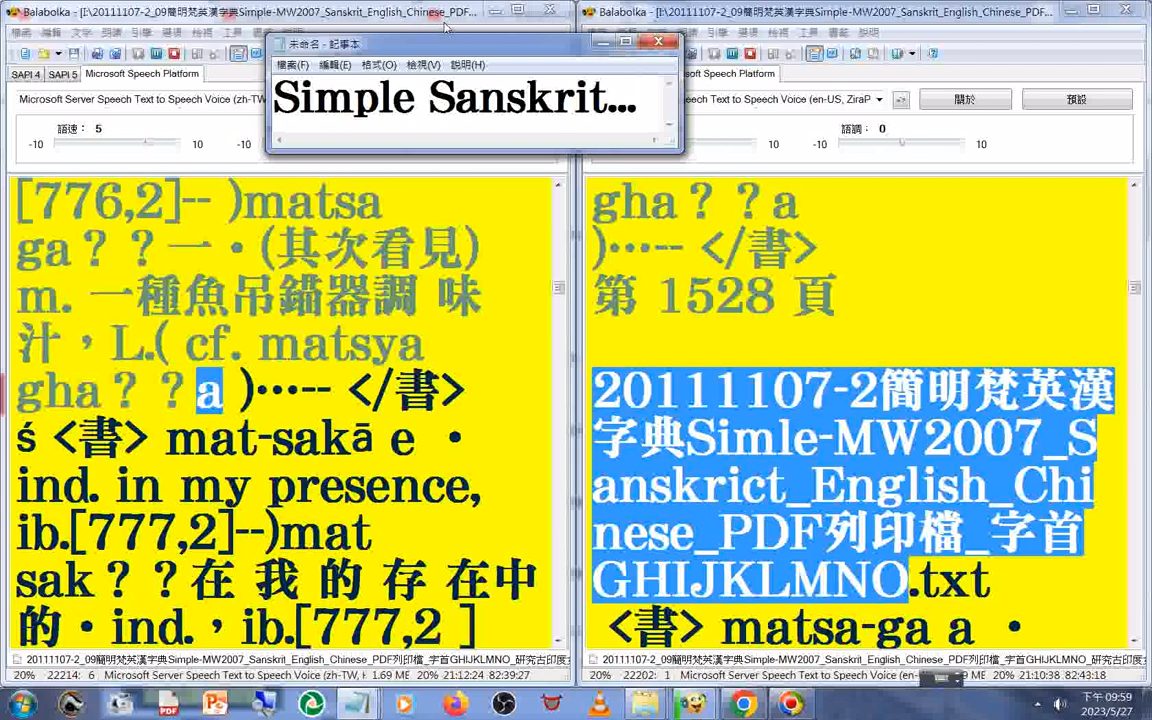 Balabolka - [I:\20111107-2_09簡明梵英漢字典Simple-MW2007_Sanskrit_English_Chinese_PDF...
Balabolka - [I:\20111107-2_09簡明梵英漢字典Simple-MW2007_Sanskrit_English_Chinese_PDF...
未命名 - 記事本
檔案(F) 編輯(E) 格式(O) 檢視(V) 說明(H)
Simple Sanskrit...
SAPI 4 SAPI 5 Microsoft Speech Platform
Speech Platform
Microsoft Server Speech Text to Speech Voice (zh-TW
eech Text to Speech Voice (en-US, ZiraP 關於 預設
語速： 5
-10 10 -10
語調： 0
10 -10 10
[776,2]-- )matsa
ga？？一•(其次看見)
m. 一種魚吊錨器調 味
汁，L.( cf. matsya
gha？？a )…-- </書>
ś <書> mat-sakā e •
ind. in my presence,
ib.[777,2]--)mat
sak？？在 我 的 存 在中
的•ind.，ib.[777,2 ]
gha？？a
)…-- </書>
第 1528 頁
20111107-2簡明梵英漢
字典Simle-MW2007_S
anskrict_English_Chi
nese_PDF列印檔_字首
GHIJKLMNO.txt
<書> matsa-ga a •
20111107-2_09簡明梵英漢字典Simple-MW2007_Sanskrit_English_Chinese_PDF列印檔_字首GHIJKLMNO_研究古印度
20111107-2_09簡明梵英漢字典Simple-MW2007_Sanskrit_English_Chinese_PDF列印檔_字首GHIJKLMNO_研究古印度
20% 22214: 6 Microsoft Server Speech Text to Speech Voice (zh-TW, H 1.69 ME 20% 21:12:24 82:39:27
20% 22202: 1 Microsoft Server Speech Text to Speech Voice (en-US, 20% 21:10:38 82:43:18
下午 09:59
2023/5/27